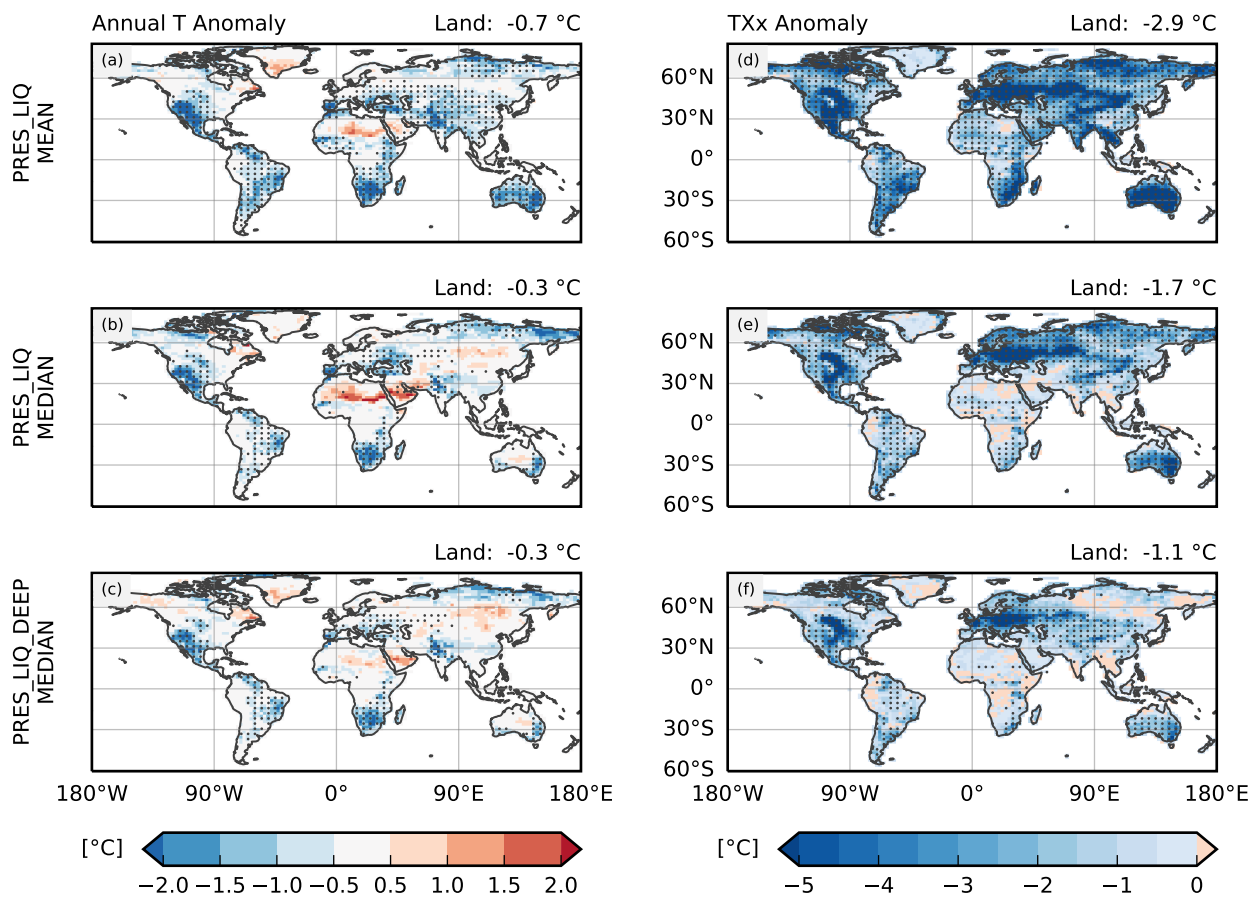 Annual T Anomaly Land: -0.7 °C
TXx Anomaly Land: -2.9 °C
PRES_LIQ
MEAN
(a)
(d)
60°N
30°N
0°
30°S
60°S
Land: -0.3 °C
Land: -1.7 °C
PRES_LIQ
MEDIAN
(b)
(e)
60°N
30°N
0°
30°S
60°S
Land: -0.3 °C
Land: -1.1 °C
PRES_LIQ_DEEP
MEDIAN
(c)
(f)
60°N
30°N
0°
30°S
60°S
180°W 90°W 0° 90°E 180°E
180°W 90°W 0° 90°E 180°E
[°C]
−2.0 −1.5 −1.0 −0.5 0.5 1.0 1.5 2.0
[°C]
−5 −4 −3 −2 −1 0